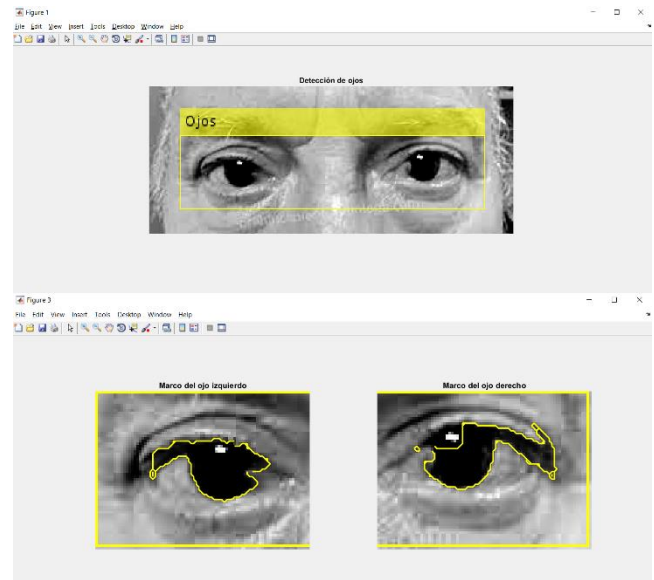 Figure 1
File Edit View Insert Tools Desktop Window Help
Detección de ojos
Ojos
Figure 3
File Edit View Insert Tools Desktop Window Help
Marco del ojo izquierdo
Marco del ojo derecho